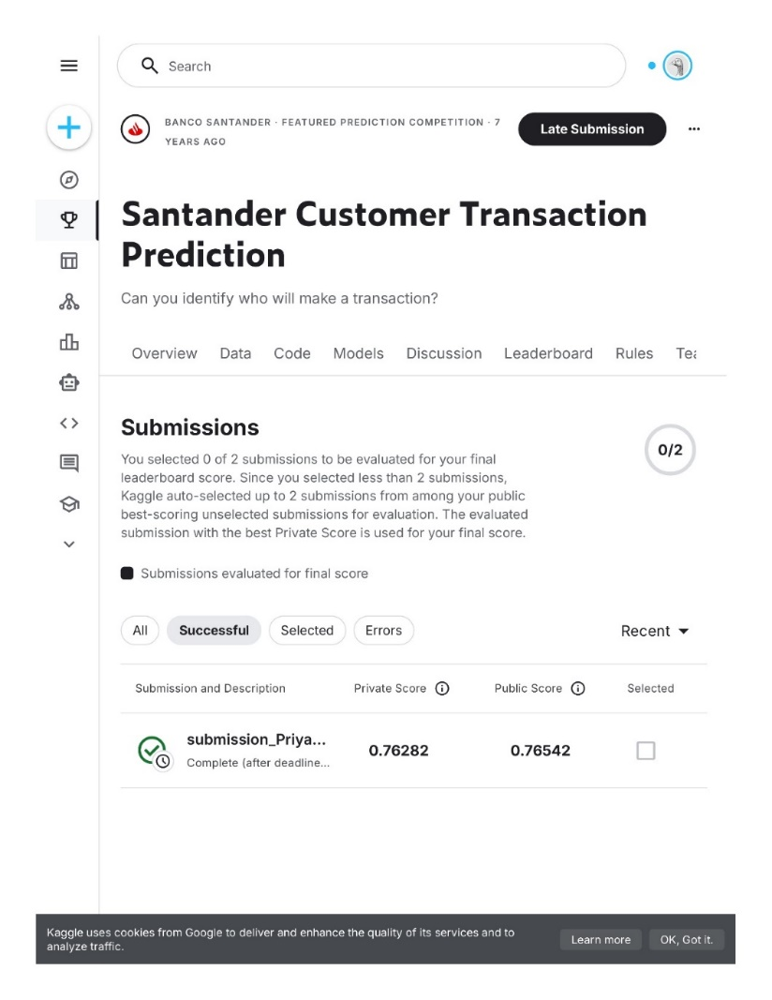 Search
BANCO SANTANDER · FEATURED PREDICTION COMPETITION · 7
YEARS AGO
Late Submission
Santander Customer Transaction
Prediction
Can you identify who will make a transaction?
Overview Data Code Models Discussion Leaderboard Rules
Submissions
0/2
You selected 0 of 2 submissions to be evaluated for your final
leaderboard score. Since you selected less than 2 submissions,
Kaggle auto-selected up to 2 submissions from among your public
best-scoring unselected submissions for evaluation. The evaluated
submission with the best Private Score is used for your final score.
Submissions evaluated for final score
All Successful Selected Errors Recent
Submission and Description Private Score Public Score Selected
submission_Priya... 0.76282 0.76542
Complete (after deadline...
Kaggle uses cookies from Google to deliver and enhance the quality of its services and to
analyze traffic.
Learn more OK, Got it.